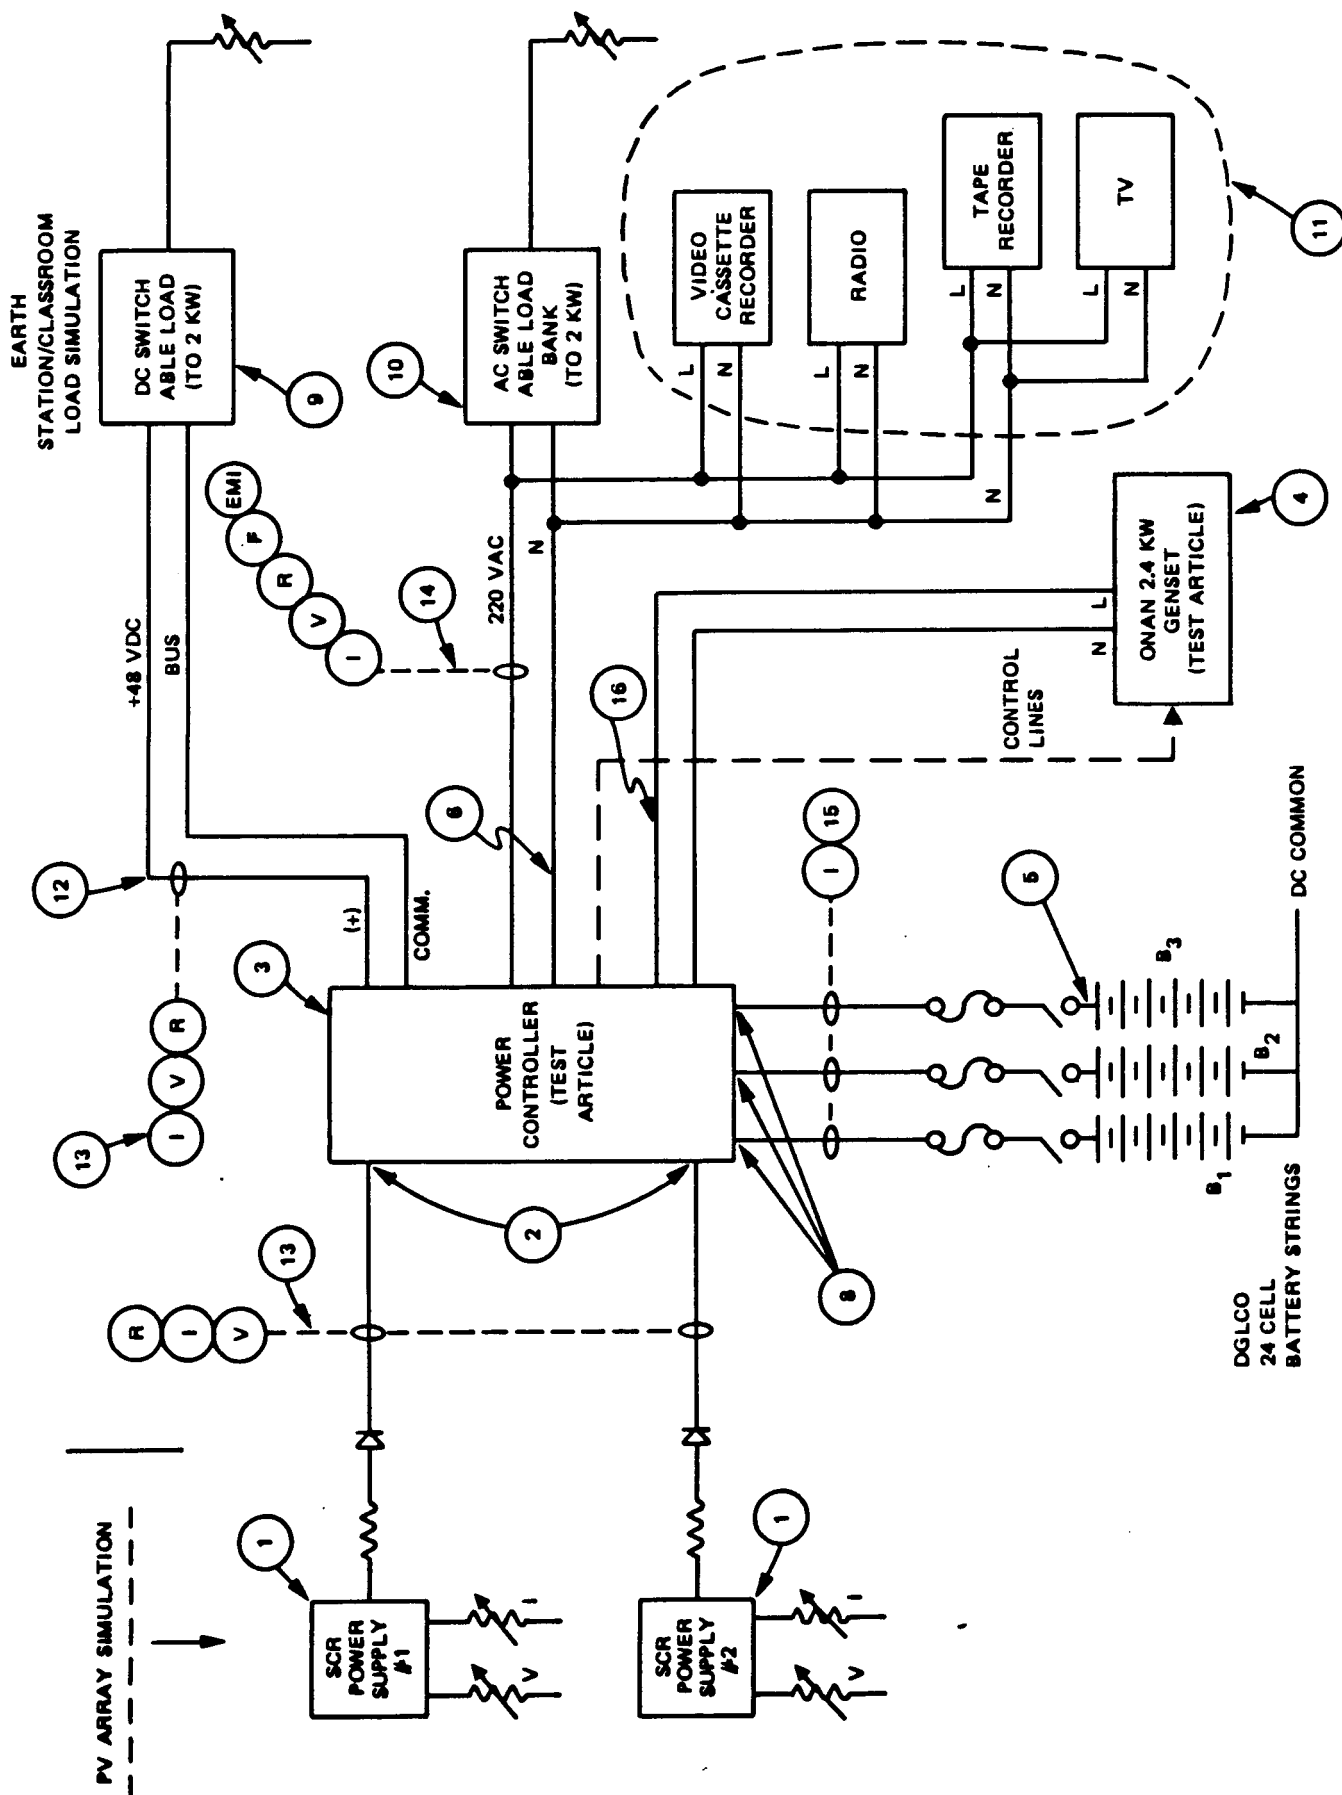 PV ARRAY SIMULATION
1
SCR
POWER
SUPPLY
#1
V
I
1
SCR
POWER
SUPPLY
#2
V
I
R
I
V
13
2
8
13
I
V
R
12
3
POWER
CONTROLLER
(TEST
ARTICLE)
(+)
COMM.
+48 VDC
BUS
EARTH
STATION/CLASSROOM
LOAD SIMULATION
DC SWITCH
ABLE LOAD
(TO 2 KW)
9
EMI
F
R
V
I
14
220 VAC
N
6
10
AC SWITCH
ABLE LOAD
BANK
(TO 2 KW)
VIDEO
CASSETTE
RECORDER
L
N
RADIO
L
N
TAPE
RECORDER
L
N
TV
L
N
N
11
16
CONTROL
LINES
N
L
ONAN 2.4 KW
GENSET
(TEST ARTICLE)
4
I
15
5
B1
B2
B3
DC COMMON
DGLCO
24 CELL
BATTERY STRINGS